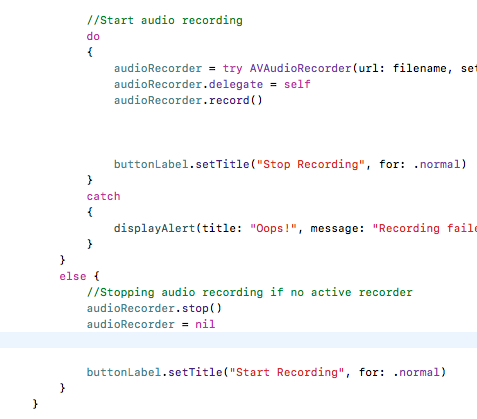 //Start audio recording
do
{
audioRecorder = try AVAudioRecorder(url: filename,
audioRecorder.delegate = self
audioRecorder.record()
buttonLabel.setTitle("Stop Recording", for: .normal)
}
catch
{
displayAlert(title: "Oops!", message: "Recording
}
}
else {
//Stopping audio recording if no active recorder
audioRecorder.stop()
audioRecorder = nil
buttonLabel.setTitle("Start Recording", for: .normal)
}
}